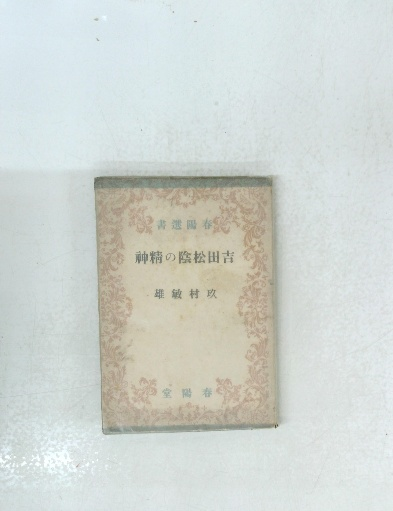 書選陽春
神精の陰松田吉
雄敏村玖
堂陽春